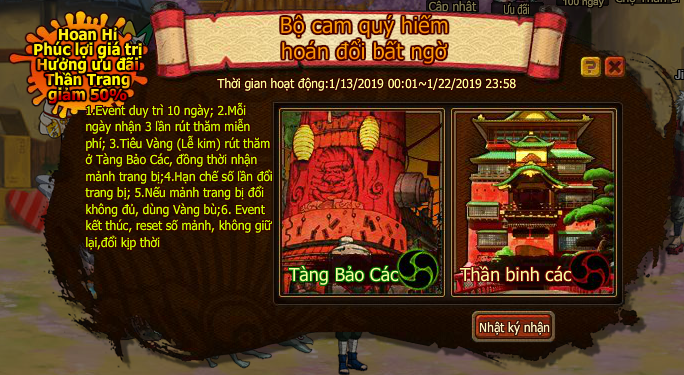 Cập nhật
Ưu đãi
100 ngày
Hoan Hỉ
Phúc lợi giá trị
Hưởng ưu đãi
Thần Trang
giảm 50%
Bộ cam quý hiếm
hoán đổi bất ngờ
Thời gian hoạt động:1/13/2019 00:01~1/22/2019 23:58
?
1.Event duy trì 10 ngày; 2.Mỗi
ngày nhận 3 lần rút thăm miễn
phí; 3.Tiêu Vàng (Lễ kim) rút thăm
ở Tàng Bảo Các, đồng thời nhận
mảnh trang bị;4.Hạn chế số lần đổi
trang bị; 5.Nếu mảnh trang bị đổi
không đủ, dùng Vàng bù;6. Event
kết thúc, reset số mảnh, không giữ
lại,đổi kịp thời
Tàng Bảo Các
Thần binh các
Nhật ký nhận